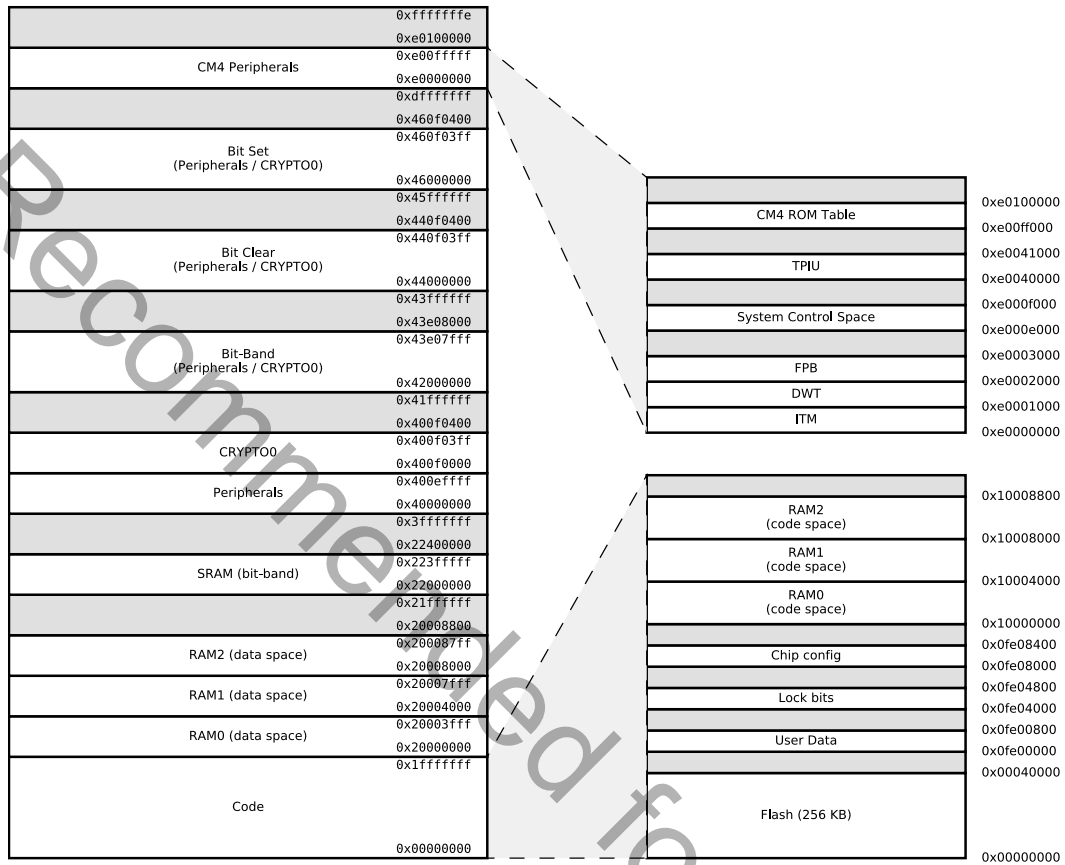 0xfffffffe
0xe0100000
CM4 Peripherals
0xe00fffff
0xe0000000
0xdfffffff
0x460f0400
Bit Set
(Peripherals / CRYPTO0)
0x460f03ff
0x46000000
0x45ffffff
0x440f0400
Bit Clear
(Peripherals / CRYPTO0)
0x440f03ff
0x44000000
0x43ffffff
0x43e08000
Bit-Band
(Peripherals / CRYPTO0)
0x43e07fff
0x42000000
0x41ffffff
0x400f0400
CRYPTO0
0x400f03ff
0x400f0000
Peripherals
0x400effff
0x40000000
0x3fffffff
0x22400000
SRAM (bit-band)
0x223fffff
0x22000000
0x21ffffff
0x20008800
RAM2 (data space)
0x200087ff
0x20008000
RAM1 (data space)
0x20007fff
0x20004000
RAM0 (data space)
0x20003fff
0x20000000
0x1fffffff
Code
0x00000000
0xe0100000
CM4 ROM Table
0xe00ff000
0xe0041000
TPIU
0xe0040000
0xe000f000
System Control Space
0xe000e000
0xe0003000
FPB
0xe0002000
DWT
0xe0001000
ITM
0xe0000000
0x10008800
RAM2
(code space)
0x10008000
RAM1
(code space)
0x10004000
RAM0
(code space)
0x10000000
0x0fe08400
Chip config
0x0fe08000
0x0fe04800
Lock bits
0x0fe04000
0x0fe00800
User Data
0x0fe00000
0x00040000
Flash (256 KB)
0x00000000
Recommended fo